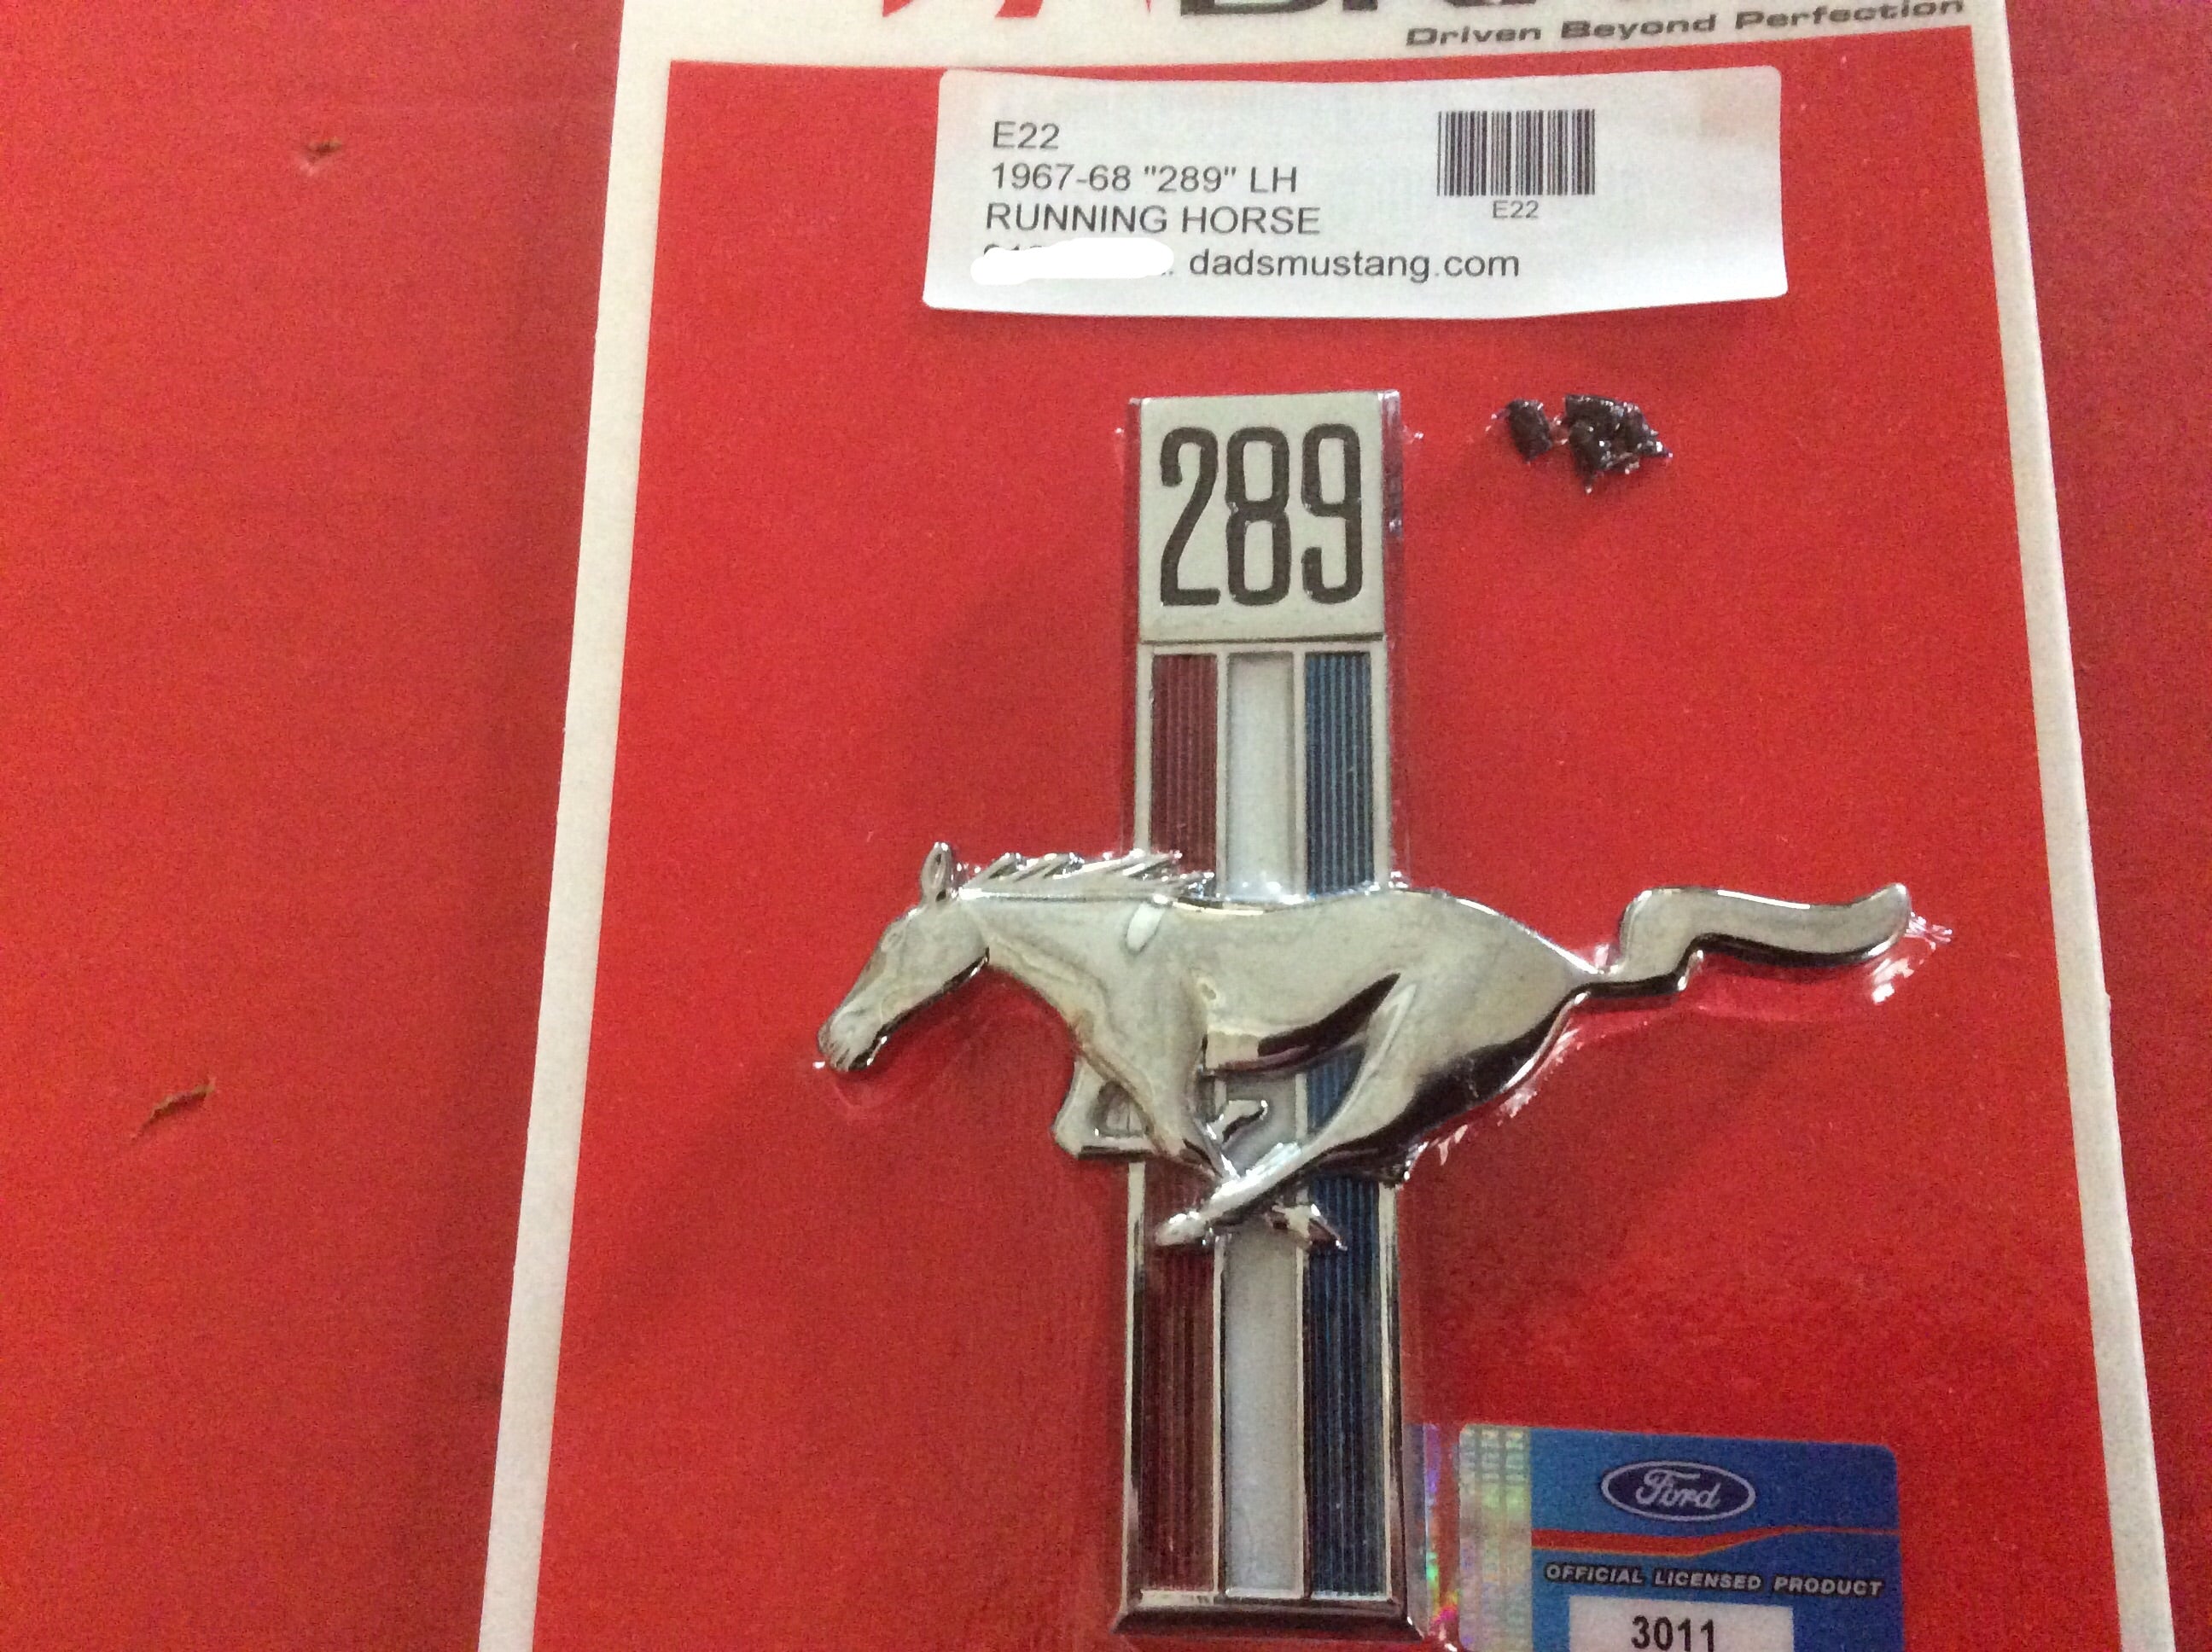 Driven Beyond Perfection
E22
1967-68 "289" LH
RUNNING HORSE
dadsmustang.com
E22
289
Ford
OFFICIAL LICENSED PRODUCT
3011